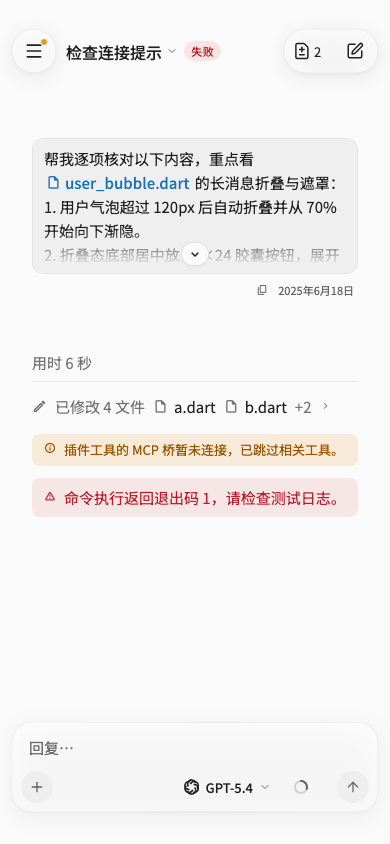 检查连接提示 失败 2
帮我逐项核对以下内容，重点看
user_bubble.dart 的长消息折叠与遮罩：
1. 用户气泡超过 120px 后自动折叠并从 70%
开始向下渐隐。
2. 折叠态底部居中放 ×24 胶囊按钮，展开
2025年6月18日
用时 6 秒
已修改 4 文件 a.dart b.dart +2
插件工具的 MCP 桥暂未连接，已跳过相关工具。
命令执行返回退出码 1，请检查测试日志。
回复…
GPT-5.4